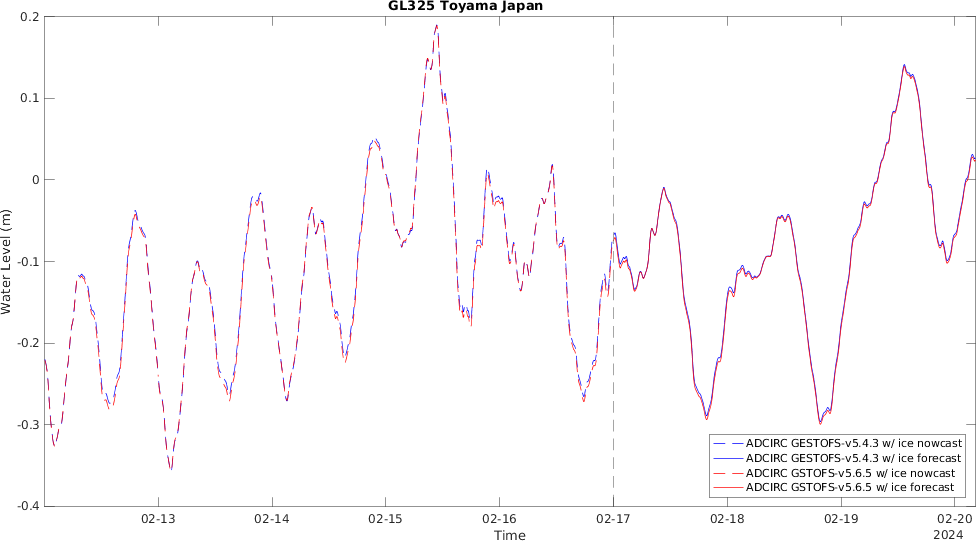 GL325 Toyama Japan
0.2
0.1
0
-0.1
-0.2
-0.3
-0.4
Water Level (m)
ADCIRC GESTOFS-v5.4.3 w/ ice nowcast
ADCIRC GESTOFS-v5.4.3 w/ ice forecast
ADCIRC GSTOFS-v5.6.5 w/ ice nowcast
ADCIRC GSTOFS-v5.6.5 w/ ice forecast
02-13 02-14 02-15 02-16 02-17 02-18 02-19 02-20
2024
Time